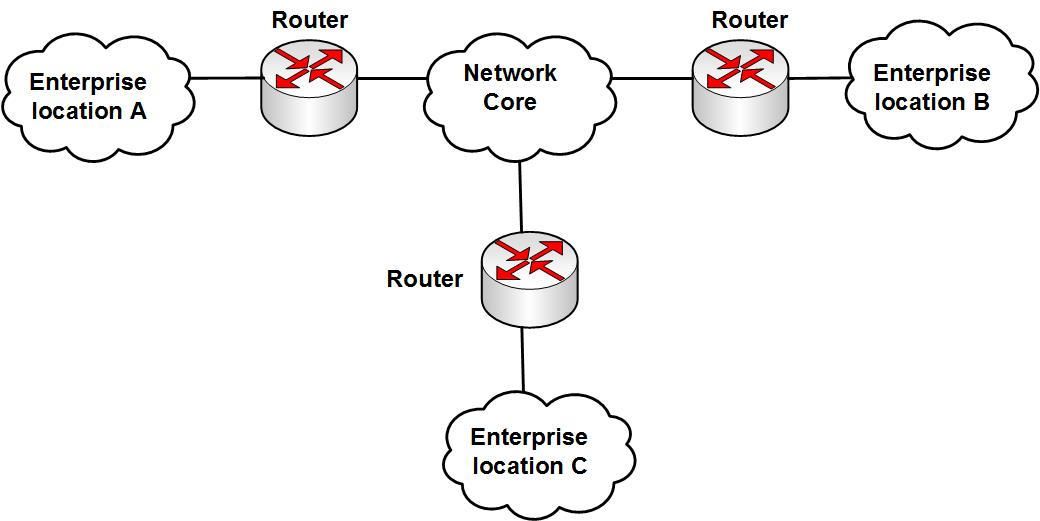 Router
Router
Enterprise
location A
Network
Core
Enterprise
location B
Router
Enterprise
location C